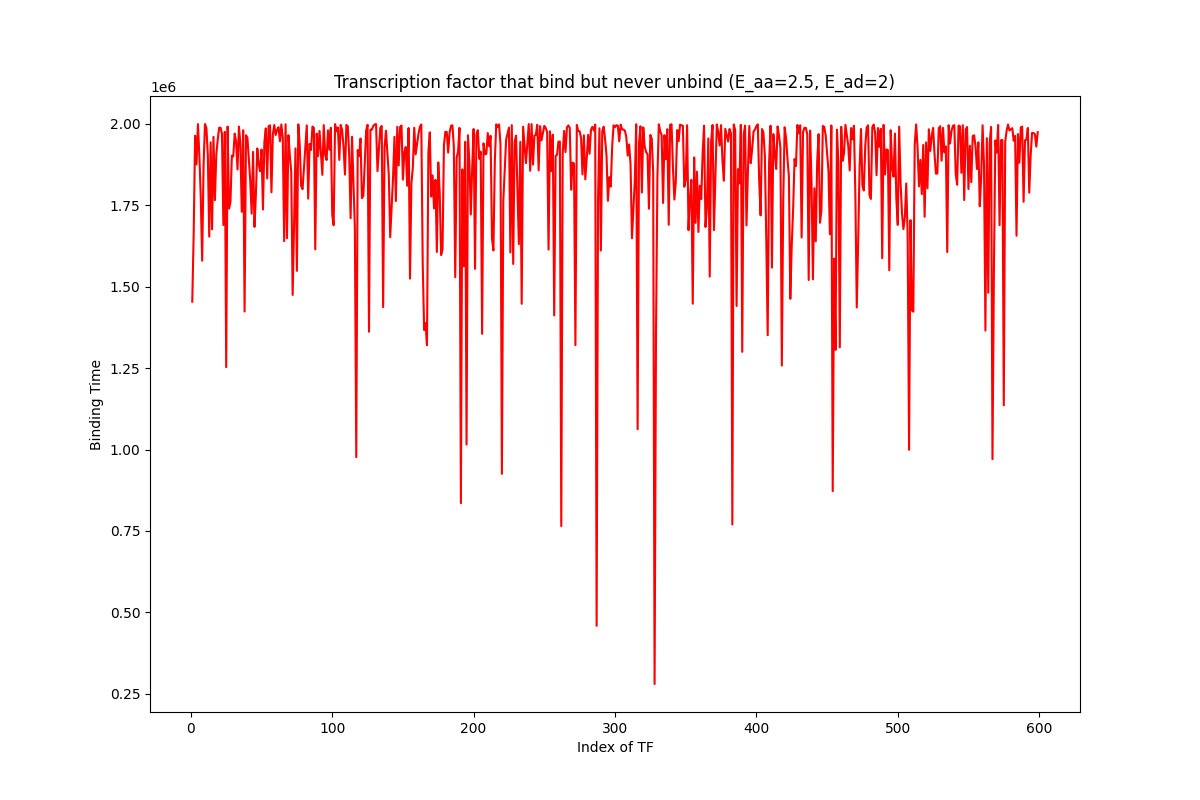 Transcription factor that bind but never unbind (E_aa=2.5, E_ad=2)
1e6
2.00
1.75
1.50
1.25
1.00
0.75
0.50
0.25
Binding Time
0 100 200 300 400 500 600
Index of TF